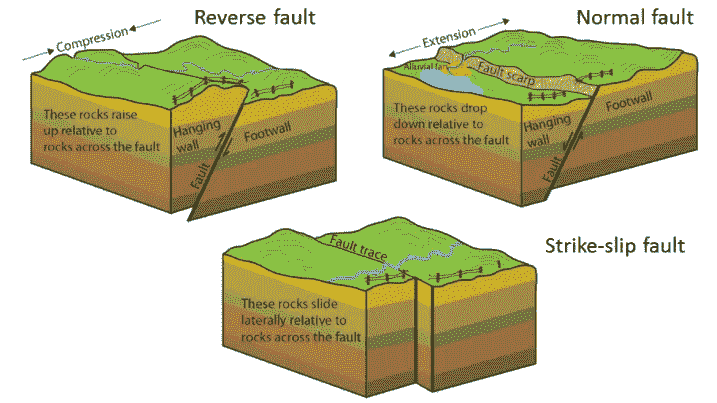 Reverse fault
Compression
These rocks raise
up relative to
rocks across the fault
Hanging
wall
Footwall
Fault
Normal fault
Extension
Alluvial fan
Fault scarp
These rocks drop
down relative to
rocks across the fault
Hanging
wall
Footwall
Fault
Strike-slip fault
Fault trace
These rocks slide
laterally relative to
rocks across the fault